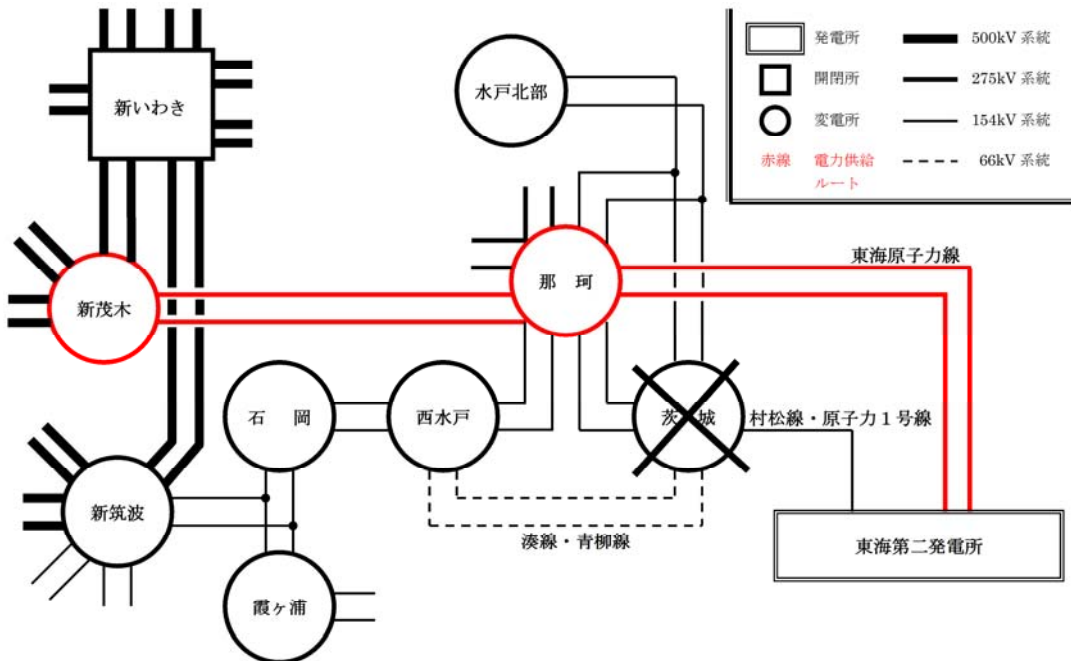 新いわき
水戸北部
発電所
500kV 系統
開閉所
275kV 系統
変電所
154kV 系統
赤線
電力供給
ルート
66kV 系統
東海原子力線
新茂木
那 珂
石 岡
西水戸
茨 城
村松線・原子力１号線
新筑波
湊線・青柳線
東海第二発電所
霞ヶ浦